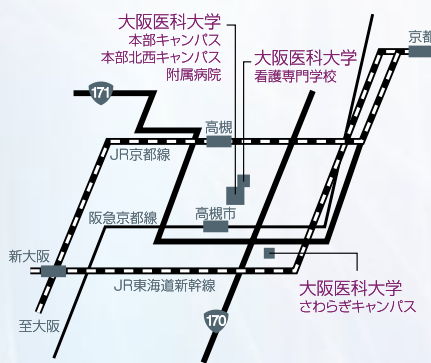 大阪医科大学
本部キャンパス
本部北西キャンパス
附属病院
大阪医科大学
看護専門学校
京都
171
高槻
JR京都線
阪急京都線
高槻市
新大阪
JR東海道新幹線
大阪医科大学
さわらぎキャンパス
至大阪
170